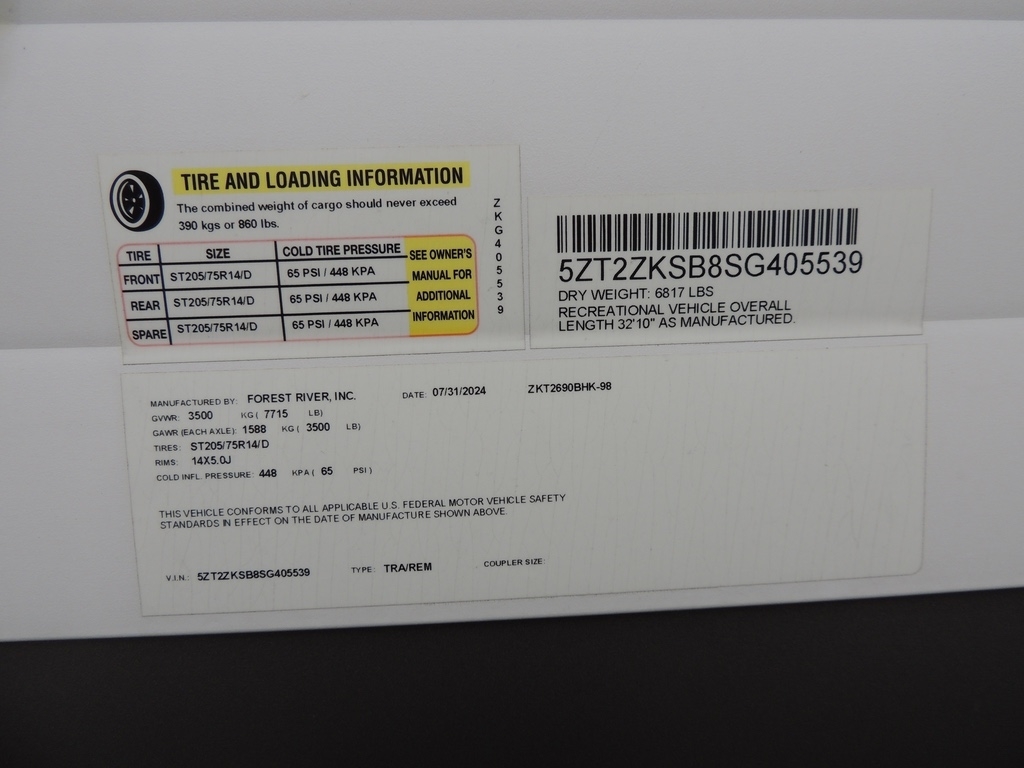 TIRE AND LOADING INFORMATION
The combined weight of cargo should never exceed
390 kgs or 860 lbs.
TIRE SIZE COLD TIRE PRESSURE SEE OWNER'S
FRONT ST205/75R14/D 65 PSI / 448 KPA MANUAL FOR
REAR ST205/75R14/D 65 PSI / 448 KPA ADDITIONAL
SPARE ST205/75R14/D 65 PSI / 448 KPA INFORMATION
ZKG405539
5ZT2ZKSB8SG405539
DRY WEIGHT: 6817 LBS
RECREATIONAL VEHICLE OVERALL
LENGTH 32'10" AS MANUFACTURED.
MANUFACTURED BY: FOREST RIVER, INC. DATE: 07/31/2024 ZKT2690BHK-98
GVWR: 3500 KG ( 7715 LB)
GAWR (EACH AXLE): 1588 KG ( 3500 LB)
TIRES: ST205/75R14/D
RIMS: 14X5.0J
COLD INFL. PRESSURE: 448 KPA ( 65 PSI )
THIS VEHICLE CONFORMS TO ALL APPLICABLE U.S. FEDERAL MOTOR VEHICLE SAFETY
STANDARDS IN EFFECT ON THE DATE OF MANUFACTURE SHOWN ABOVE.
V.I.N.: 5ZT2ZKSB8SG405539 TYPE: TRA/REM COUPLER SIZE: